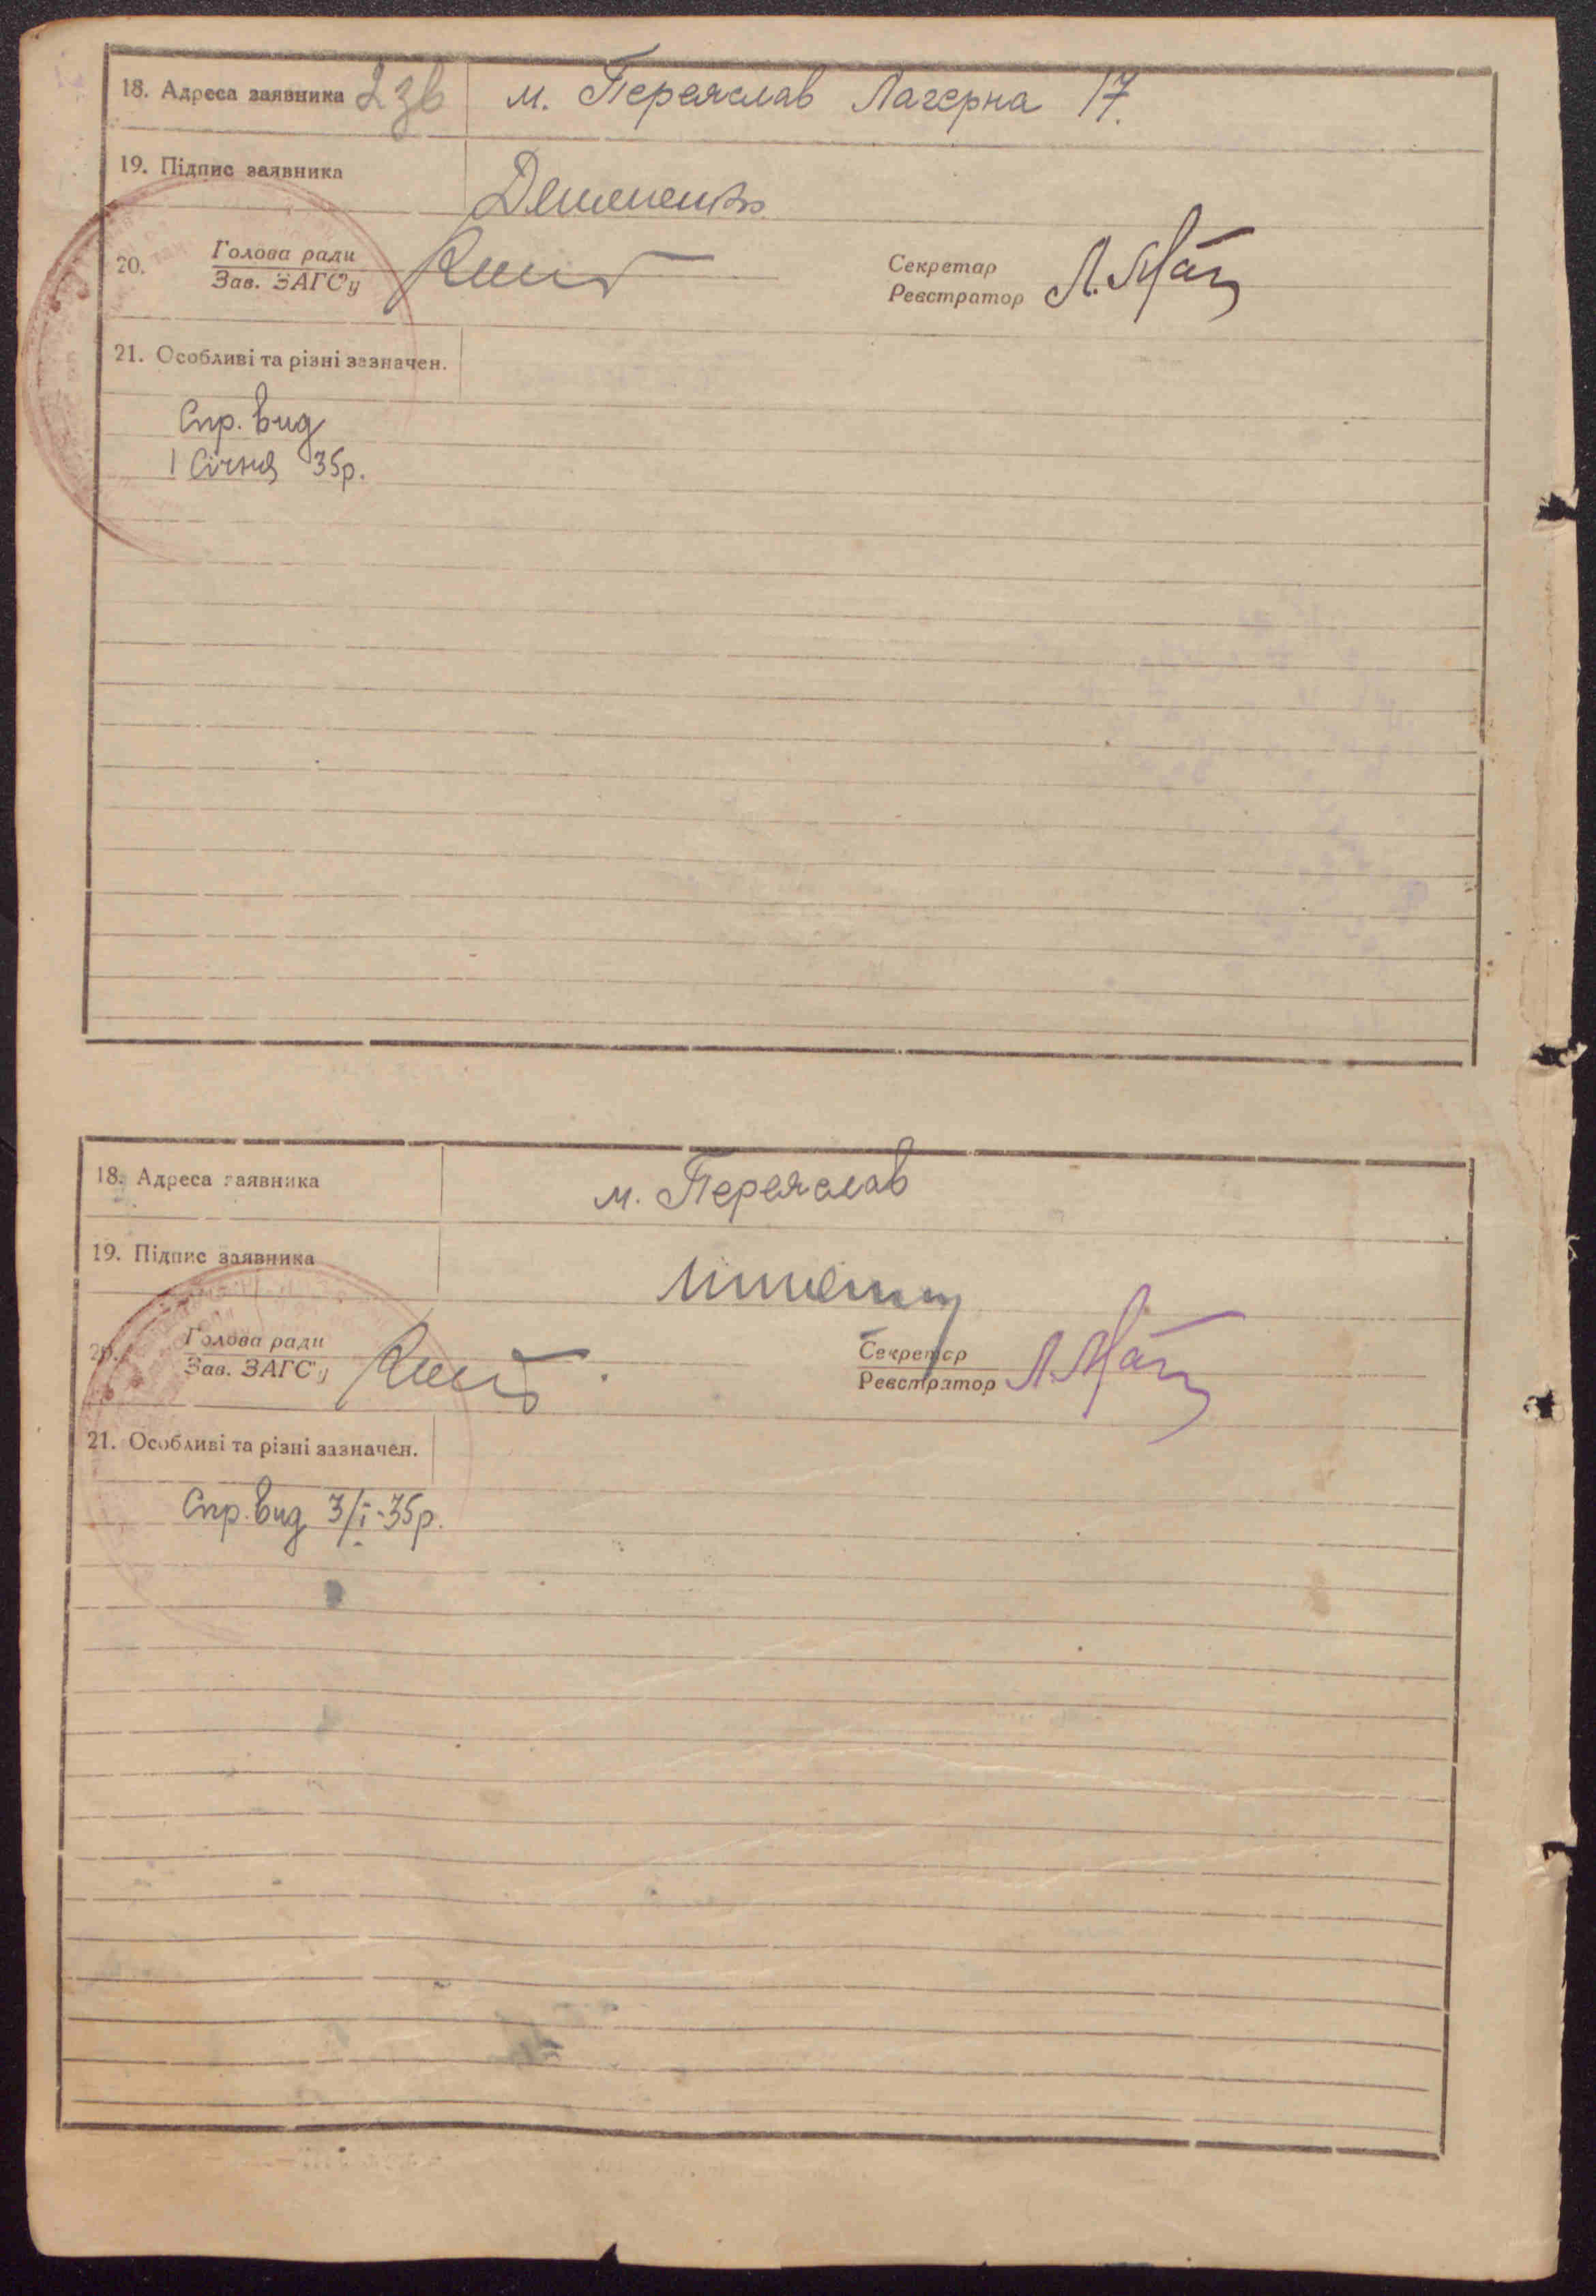 18. Адреса заявника 2зв м. Переяслав Лагерна 17.
19. Підпис заявника
20. Голова ради
Зав. ЗАГС'у
Секретар
Реєстратор
21. Особливі та різні зазначен.
Спр. вид
1 Січня 35р.
18. Адреса заявника м. Переяслав
19. Підпис заявника
20. Голова ради
Зав. ЗАГС'у
Секретар
Реєстратор
21. Особливі та різні зазначен.
Спр. вид 3/I-35р.